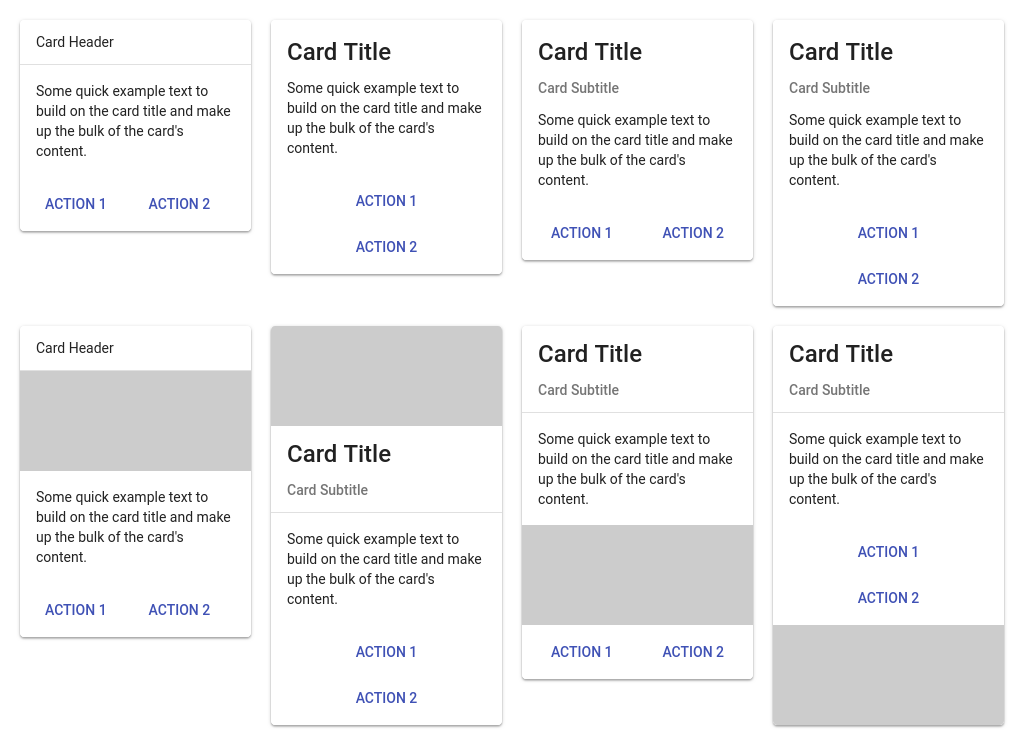 Card Header
Some quick example text to
build on the card title and make
up the bulk of the card's
content.
ACTION 1 ACTION 2
Card Title
Some quick example text to
build on the card title and make
up the bulk of the card's
content.
ACTION 1
ACTION 2
Card Title
Card Subtitle
Some quick example text to
build on the card title and make
up the bulk of the card's
content.
ACTION 1 ACTION 2
Card Title
Card Subtitle
Some quick example text to
build on the card title and make
up the bulk of the card's
content.
ACTION 1
ACTION 2
Card Header
Some quick example text to
build on the card title and make
up the bulk of the card's
content.
ACTION 1 ACTION 2
Card Title
Card Subtitle
Some quick example text to
build on the card title and make
up the bulk of the card's
content.
ACTION 1
ACTION 2
Card Title
Card Subtitle
Some quick example text to
build on the card title and make
up the bulk of the card's
content.
ACTION 1 ACTION 2
Card Title
Card Subtitle
Some quick example text to
build on the card title and make
up the bulk of the card's
content.
ACTION 1
ACTION 2